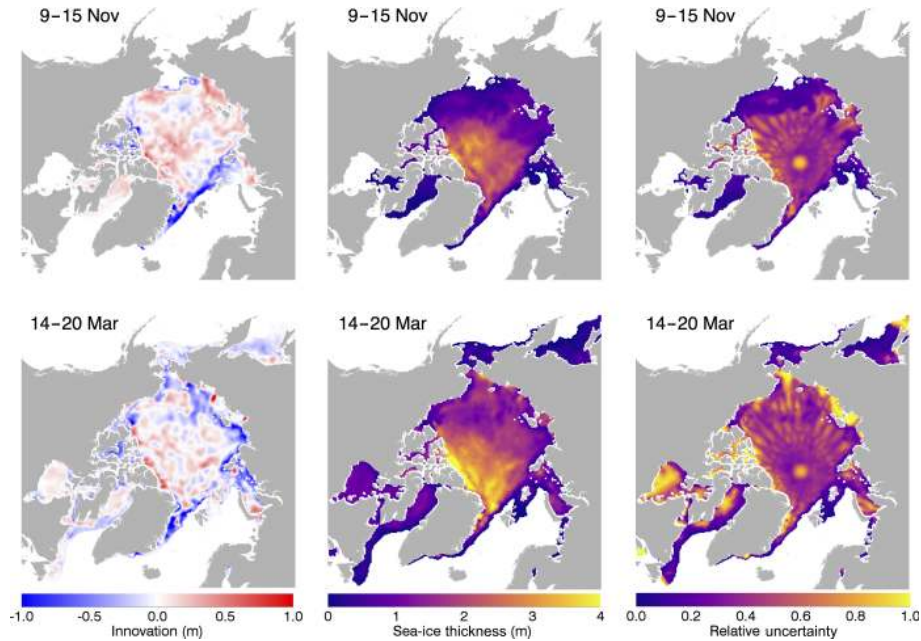 9–15 Nov
9–15 Nov
9–15 Nov
14–20 Mar
14–20 Mar
14–20 Mar
-1.0 -0.5 0.0 0.5 1.0
Innovation (m)
0 1 2 3 4
Sea-ice thickness (m)
0.0 0.2 0.4 0.6 0.8 1.0
Relative uncertainty